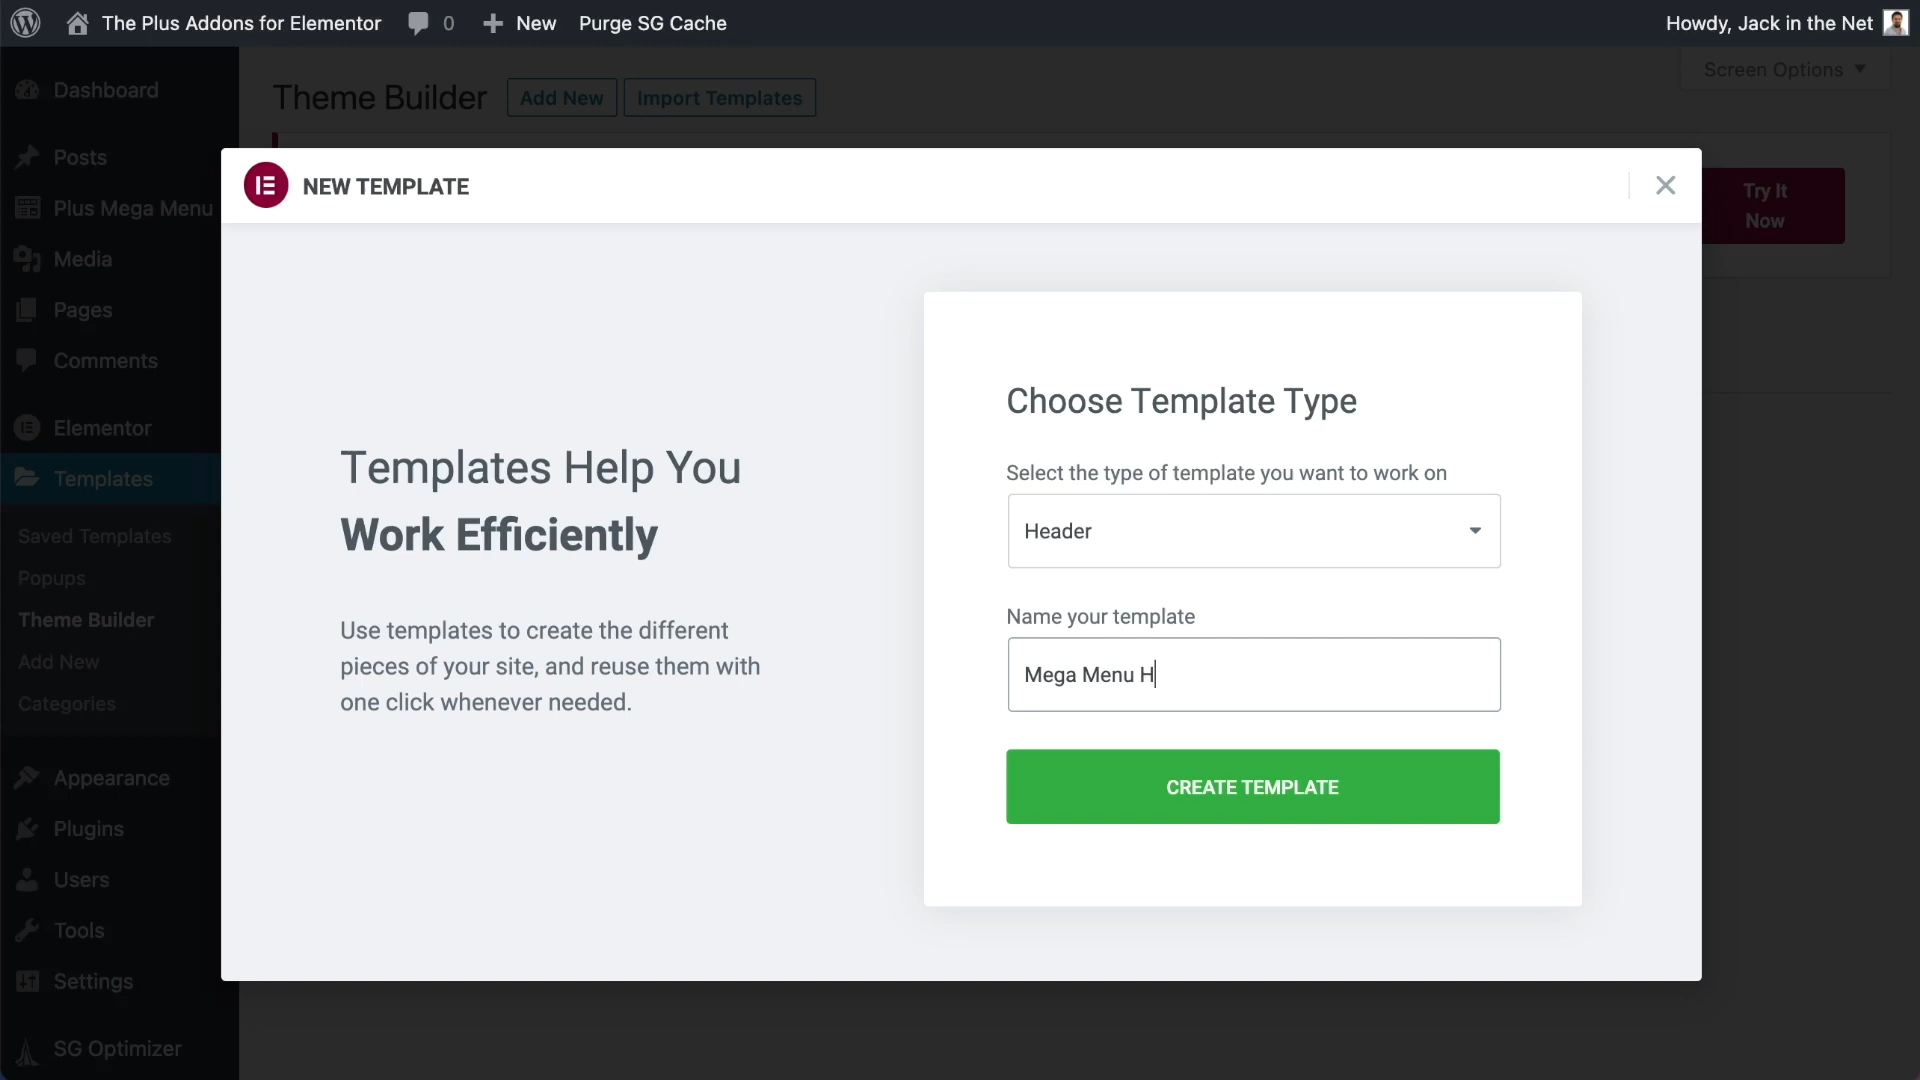 The Plus Addons for Elementor 0 New Purge SG Cache Howdy, Jack in the Net
Dashboard
Posts
Plus Mega Menu
Media
Pages
Comments
Elementor
Templates
Saved Templates
Popups
Theme Builder
Add New
Categories
Appearance
Plugins
Users
Tools
Settings
SG Optimizer
Screen Options
Theme Builder Add New Import Templates
Try It
Now
NEW TEMPLATE
Templates Help You
Work Efficiently
Use templates to create the different
pieces of your site, and reuse them with
one click whenever needed.
Choose Template Type
Select the type of template you want to work on
Header
Name your template
Mega Menu H
CREATE TEMPLATE